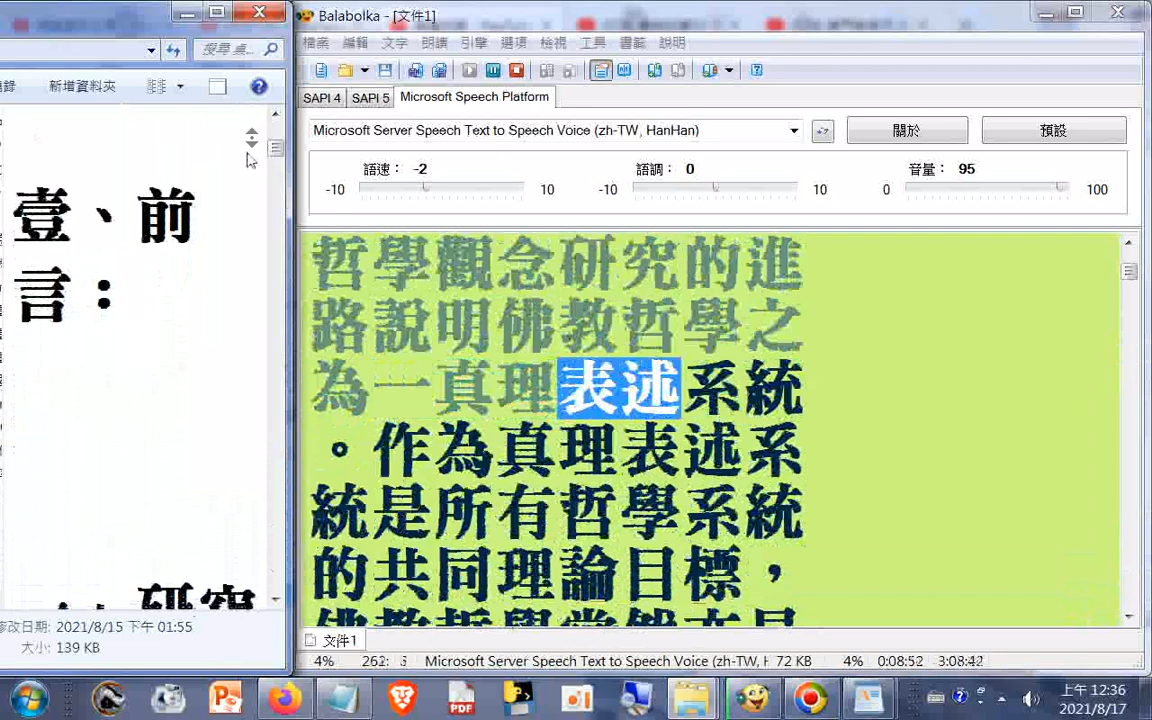 Balabolka - [文件1]
搜尋 桌...
檔案 編輯 文字 朗讀 引擎 選項 檢視 工具 書籤 說明
新增資料夾
SAPI 4 SAPI 5 Microsoft Speech Platform
Microsoft Server Speech Text to Speech Voice (zh-TW, HanHan)
關於
預設
語速： -2
語調： 0
音量： 95
-10 10
-10 10
0 100
壹、前
言：
哲學觀念研究的進
路說明佛教哲學之
為一真理表述系統
。作為真理表述系
統是所有哲學系統
的共同理論目標，
修改日期: 2021/8/15 下午 01:55
大小: 139 KB
文件1
4% 262: Microsoft Server Speech Text to Speech Voice (zh-TW, H 72 KB 4% 0:08:52 3:08:42
PDF
上午 12:36
2021/8/17